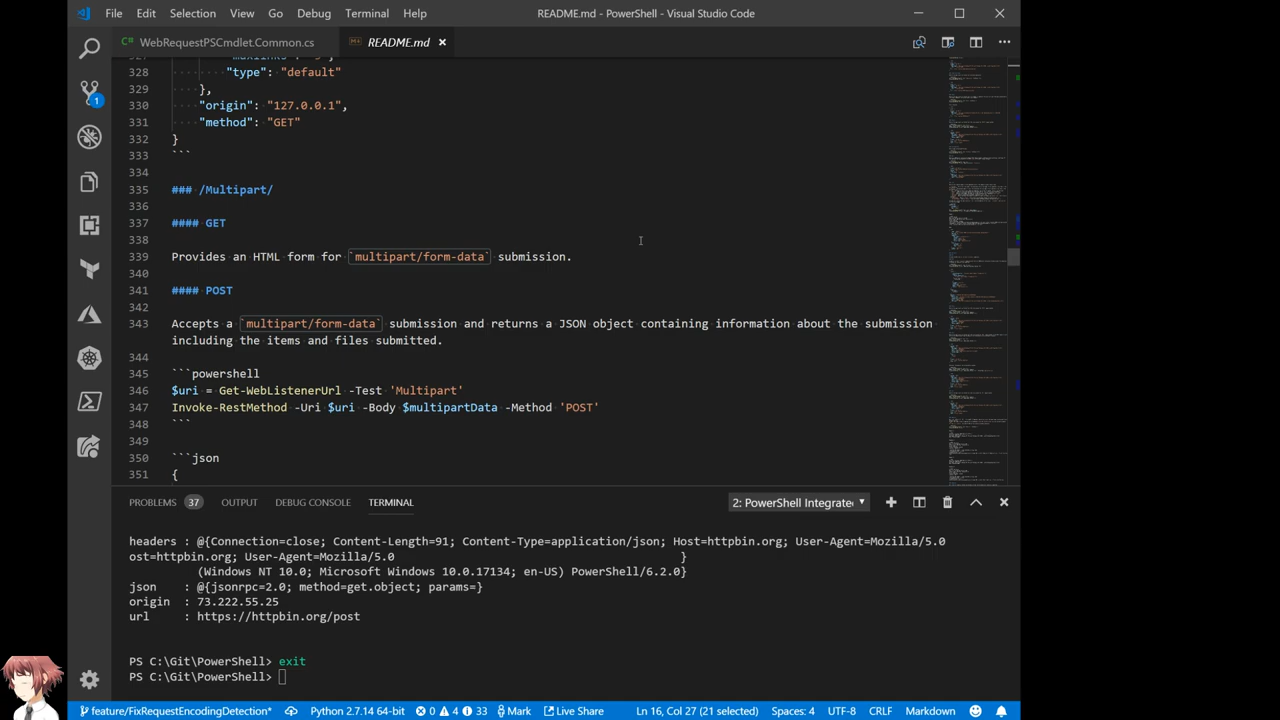 File Edit Selection View Go Debug Terminal Help README.md - PowerShell - Visual Studio Code
WebRequestPSCmdlet.Common.cs README.md
328 "type": "default"
329 },
330 "origin": "127.0.0.1",
331 "method": "GET"
332 }
333 ```
334
335 ### /Multipart/
336
337 #### GET
338
339 Provides an HTML form for `multipart/form-data` submission.
340
341 #### POST
342
343 Accepts a `multipart/form-data` submission and returns a JSON object containing information about the submission
including the headers and files submitted.
344
345 ```powershell
346 $uri = Get-WebListenerUrl -Test 'Multipart'
347 Invoke-RestMethod -Uri $uri -Body $multipartData -Method 'POST'
348 ```
349
350 ```json
351 {
PROBLEMS 37 OUTPUT DEBUG CONSOLE TERMINAL 2: PowerShell Integrate
headers : @{Connection=close; Content-Length=91; Content-Type=application/json; Host=httpbin.org; User-Agent=Mozilla/5.0
ost=httpbin.org; User-Agent=Mozilla/5.0 }
(Windows NT 10.0; Microsoft Windows 10.0.17134; en-US) PowerShell/6.2.0}
json : @{jsonrpc=2.0; method=get.object; params=}
origin : 73.222.55.25
url : https://httpbin.org/post
PS C:\Git\PowerShell> exit
PS C:\Git\PowerShell>
feature/FixRequestEncodingDetection* Python 2.7.14 64-bit 0 4 33 Mark Live Share Ln 16, Col 27 (21 selected) Spaces: 4 UTF-8 CRLF Markdown